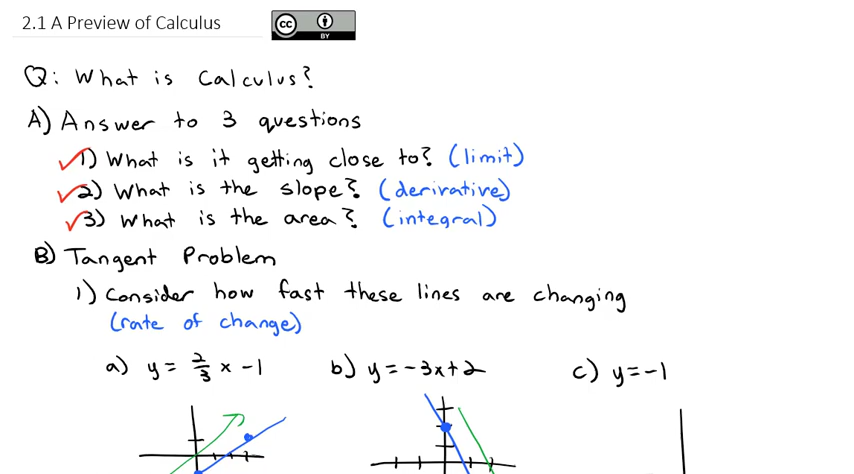 2.1 A Preview of Calculus
cc BY
Q: What is Calculus?
A) Answer to 3 questions
1) What is it getting close to? (limit)
2) What is the slope? (derivative)
3) What is the area? (integral)
B) Tangent Problem
1) Consider how fast these lines are changing
(rate of change)
a) y = 2/3 x - 1 b) y = -3x+2 c) y = -1